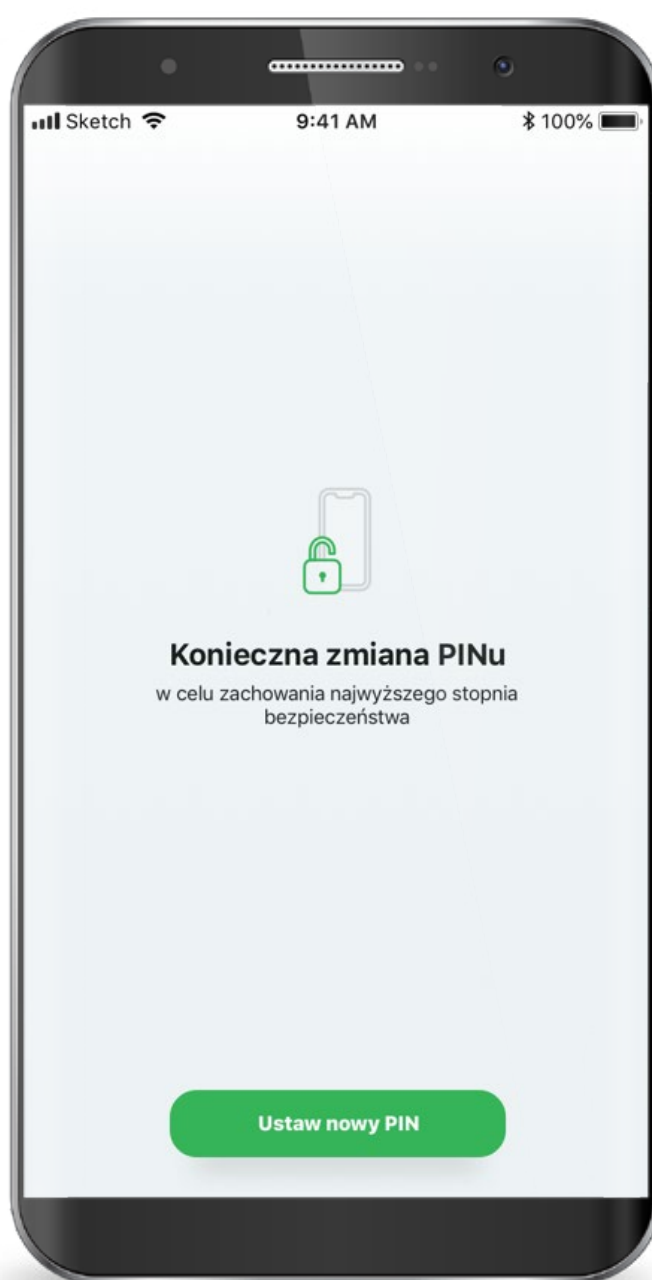 Sketch 9:41 AM 100%
Konieczna zmiana PINu
w celu zachowania najwyższego stopnia
bezpieczeństwa
Ustaw nowy PIN